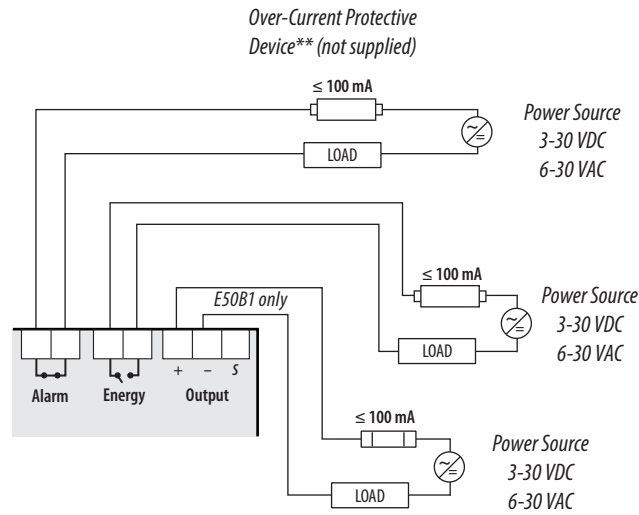 Over-Current Protective
Device** (not supplied)
≤ 100 mA
Power Source
3-30 VDC
6-30 VAC
LOAD
≤ 100 mA
E50B1 only
Power Source
3-30 VDC
6-30 VAC
LOAD
+ – S
Alarm Energy Output
≤ 100 mA
Power Source
3-30 VDC
6-30 VAC
LOAD